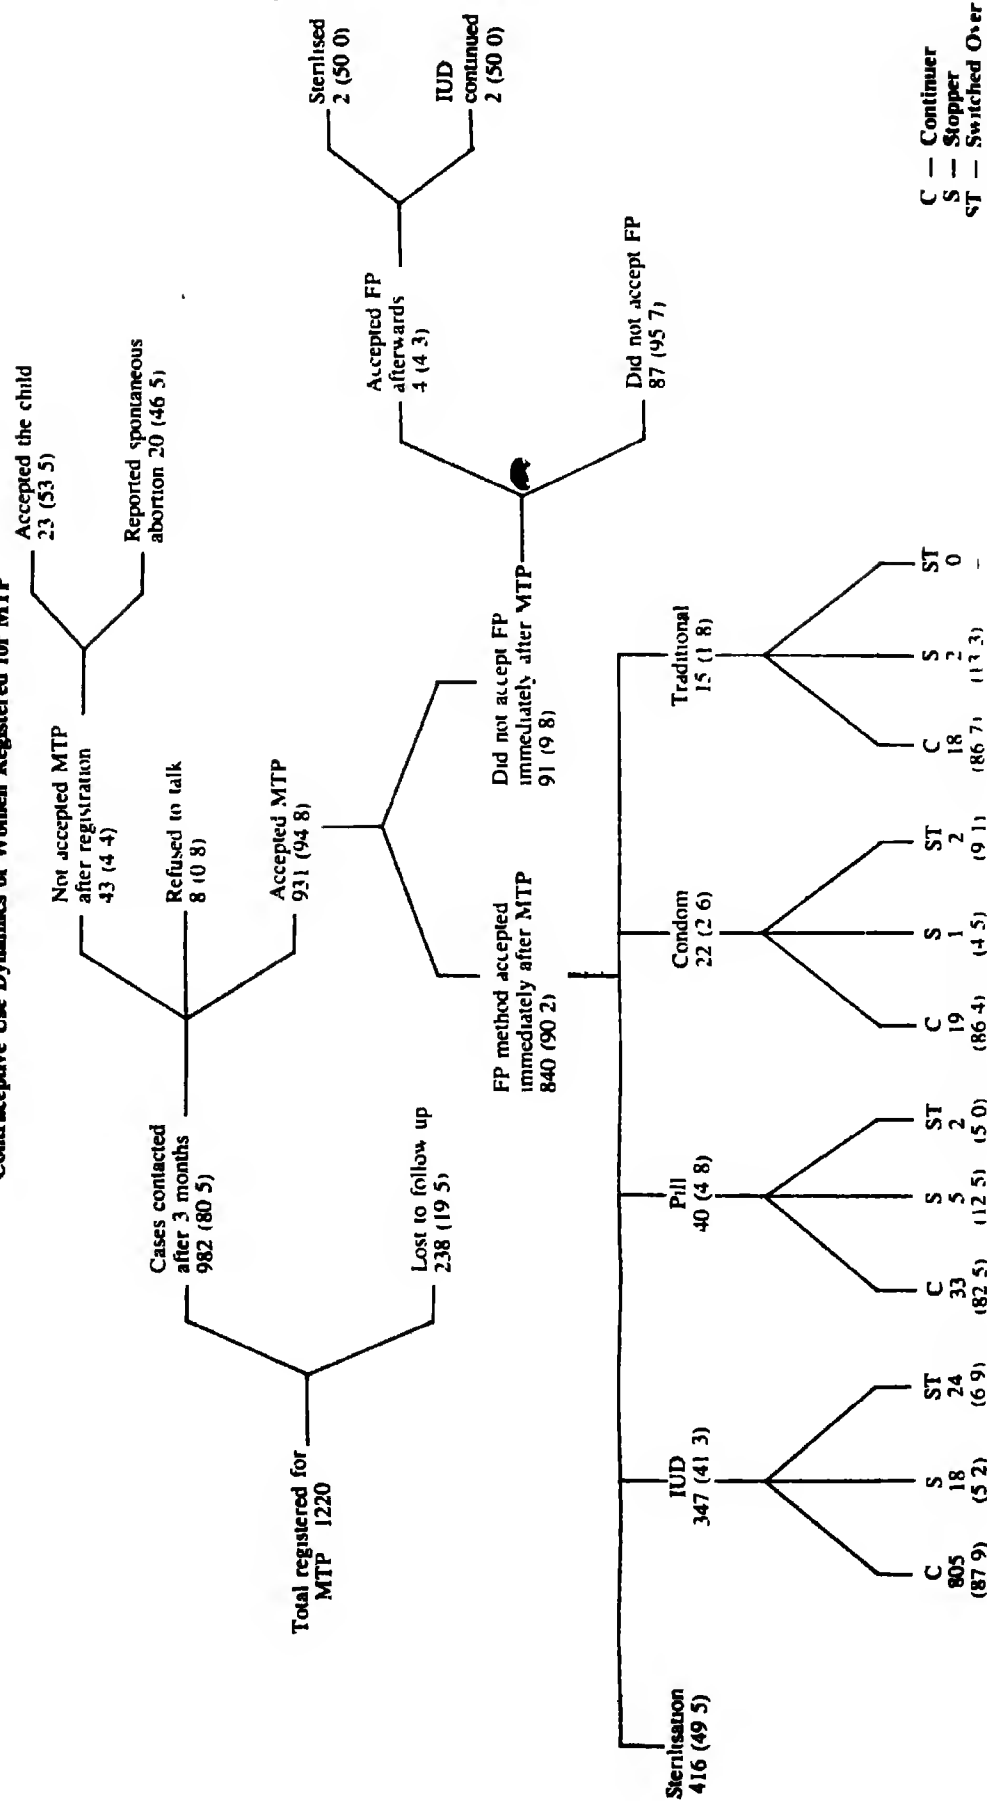 Contraceptive Use Dynamics of Women Registered for MTP
Total registered for
MTP 1220
Cases contacted
after 3 months
982 (80 5)
Lost to follow up
238 (19 5)
Not accepted MTP
after registration
43 (4 4)
Refused to talk
8 (0 8)
Accepted MTP
931 (94 8)
Accepted the child
23 (53 5)
Reported spontaneous
abortion 20 (46 5)
FP method accepted
immediately after MTP
840 (90 2)
Did not accept FP
immediately after MTP
91 (9 8)
Accepted FP
afterwards
4 (4 3)
Did not accept FP
87 (95 7)
Sterilised
2 (50 0)
IUD
continued
2 (50 0)
Sterilisation
416 (49 5)
IUD
347 (41 3)
Pill
40 (4 8)
Condom
22 (2 6)
Traditional
15 (1 8)
C S ST C S ST C S ST C S ST
805 18 24 33 5 2 19 1 2 18 2 0
(87 9) (5 2) (6 9) (82 5) (12 5) (5 0) (86 4) (4 5) (9 1) (86 7) (13 3) –
C — Continuer
S — Stopper
ST — Switched Over